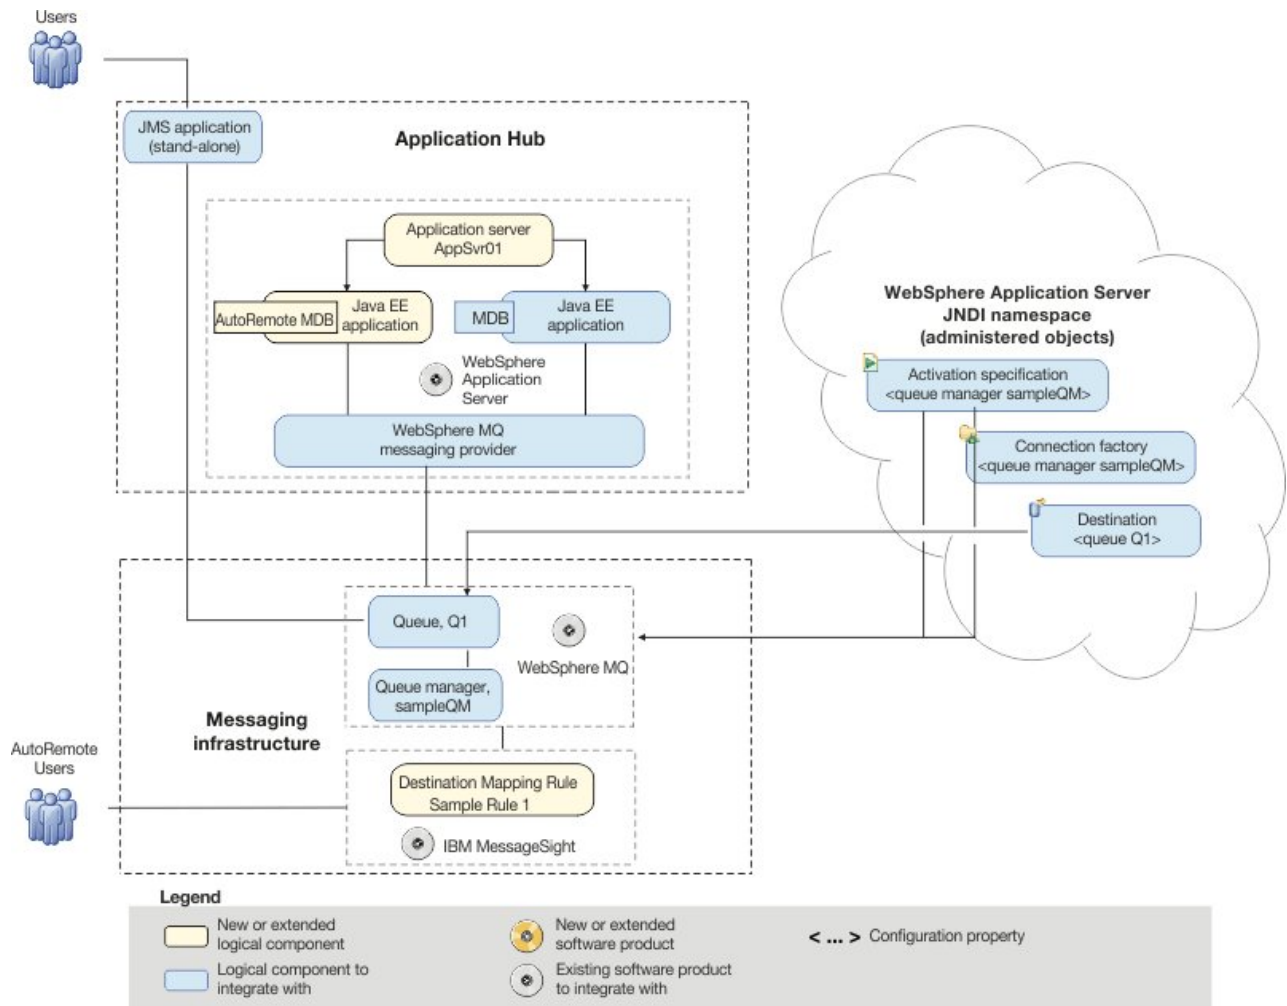 Users
JMS application
(stand-alone)
Application Hub
Application server
AppSvr01
AutoRemote MDB
Java EE
application
MDB
Java EE
application
WebSphere
Application
Server
WebSphere MQ
messaging provider
WebSphere Application Server
JNDI namespace
(administered objects)
Activation specification
<queue manager sampleQM>
Connection factory
<queue manager sampleQM>
Destination
<queue Q1>
Queue, Q1
WebSphere MQ
Queue manager,
sampleQM
Messaging
infrastructure
AutoRemote
Users
Destination Mapping Rule
Sample Rule 1
IBM MessageSight
Legend
New or extended
logical component
Logical component to
integrate with
New or extended
software product
Existing software product
to integrate with
< ... > Configuration property